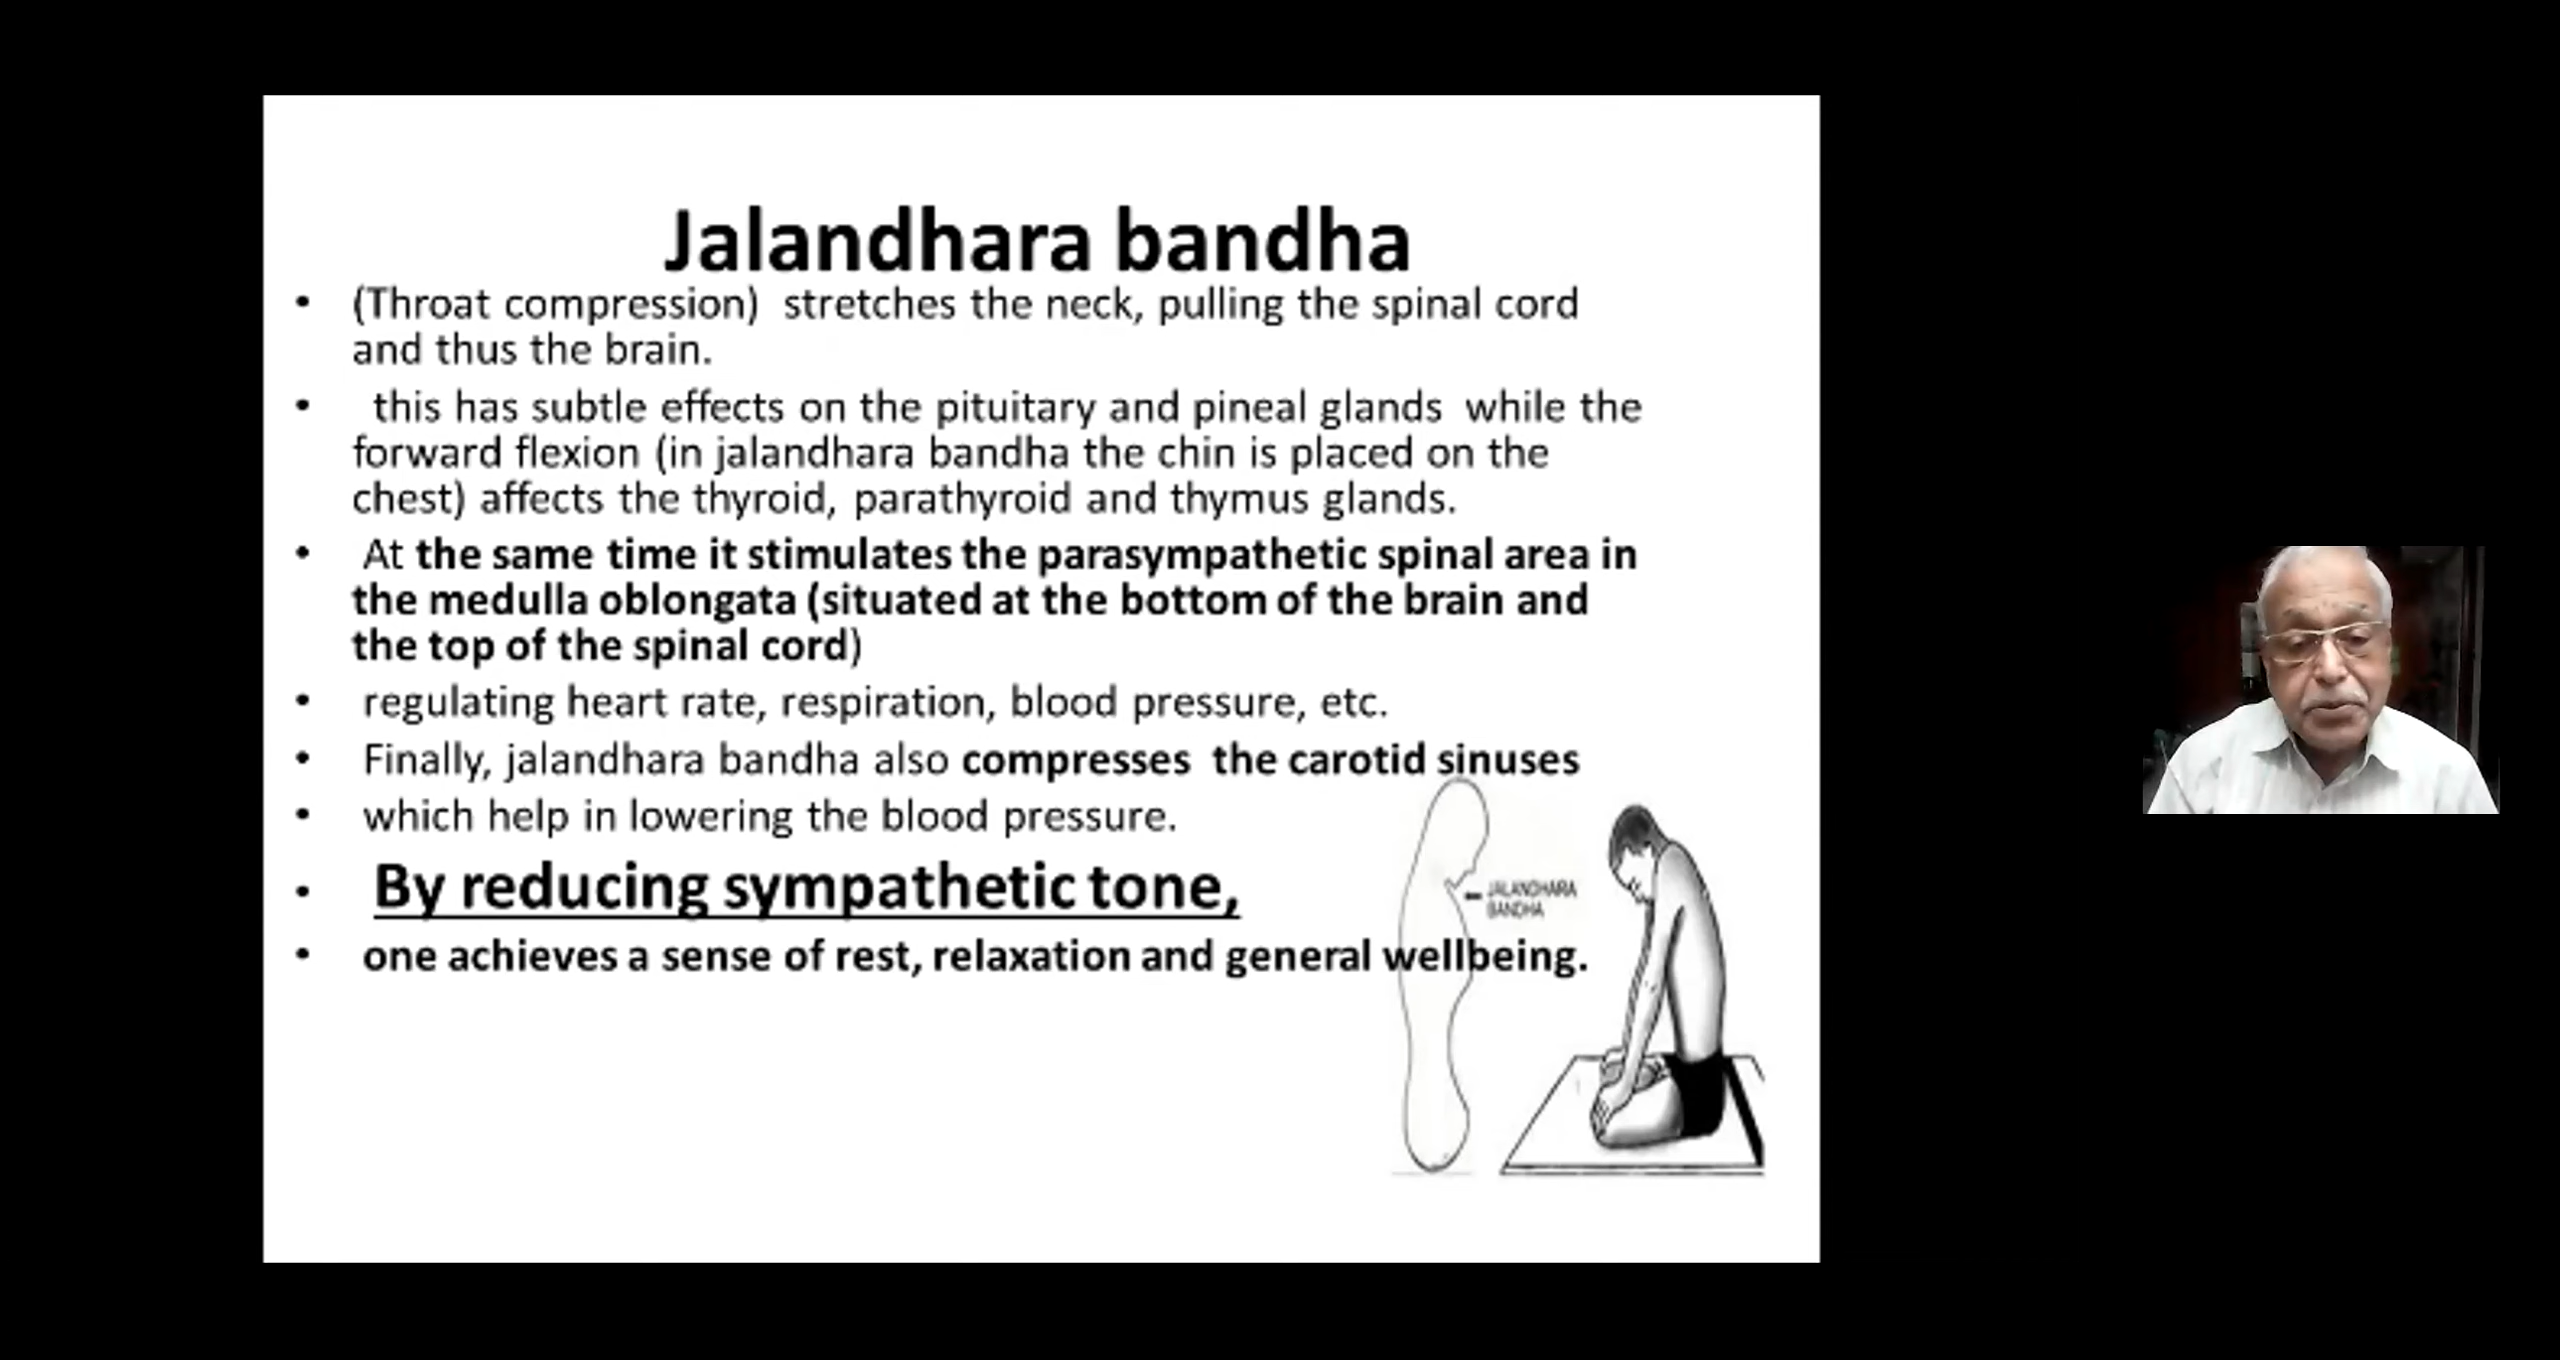 Jalandhara bandha
• (Throat compression) stretches the neck, pulling the spinal cord
and thus the brain.
• this has subtle effects on the pituitary and pineal glands while the
forward flexion (in jalandhara bandha the chin is placed on the
chest) affects the thyroid, parathyroid and thymus glands.
• At the same time it stimulates the parasympathetic spinal area in
the medulla oblongata (situated at the bottom of the brain and
the top of the spinal cord)
• regulating heart rate, respiration, blood pressure, etc.
• Finally, jalandhara bandha also compresses the carotid sinuses
• which help in lowering the blood pressure.
• By reducing sympathetic tone,
• one achieves a sense of rest, relaxation and general wellbeing.
JALANDHARA
BANDHA